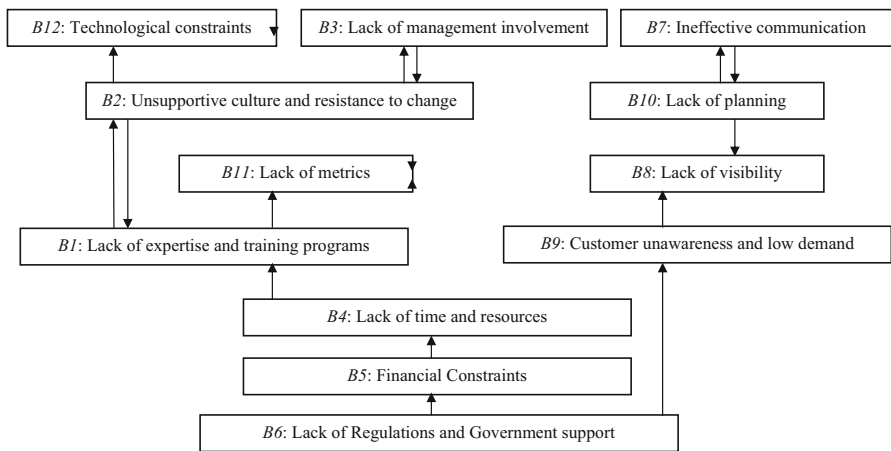 B12: Technological constraints
B3: Lack of management involvement
B7: Ineffective communication
B2: Unsupportive culture and resistance to change
B10: Lack of planning
B11: Lack of metrics
B8: Lack of visibility
B1: Lack of expertise and training programs
B9: Customer unawareness and low demand
B4: Lack of time and resources
B5: Financial Constraints
B6: Lack of Regulations and Government support